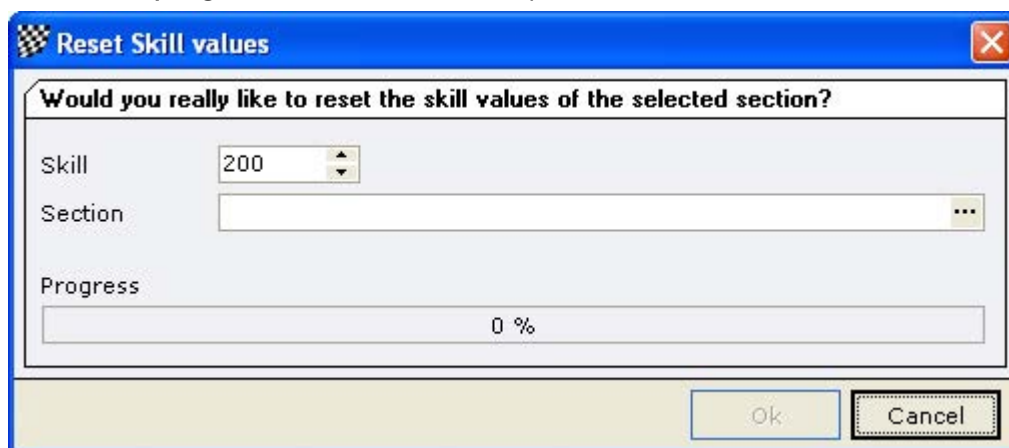 Reset Skill values
Would you really like to reset the skill values of the selected section?
Skill 200
Section ...
Progress
0 %
Ok Cancel